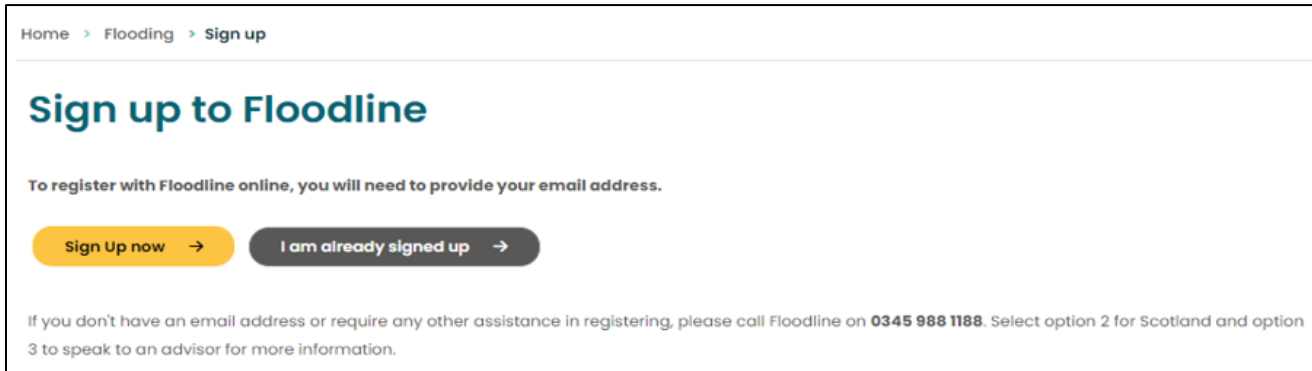 Home > Flooding > Sign up
Sign up to Floodline
To register with Floodline online, you will need to provide your email address.
Sign Up now → I am already signed up →
If you don't have an email address or require any other assistance in registering, please call Floodline on 0345 988 1188. Select option 2 for Scotland and option
3 to speak to an advisor for more information.